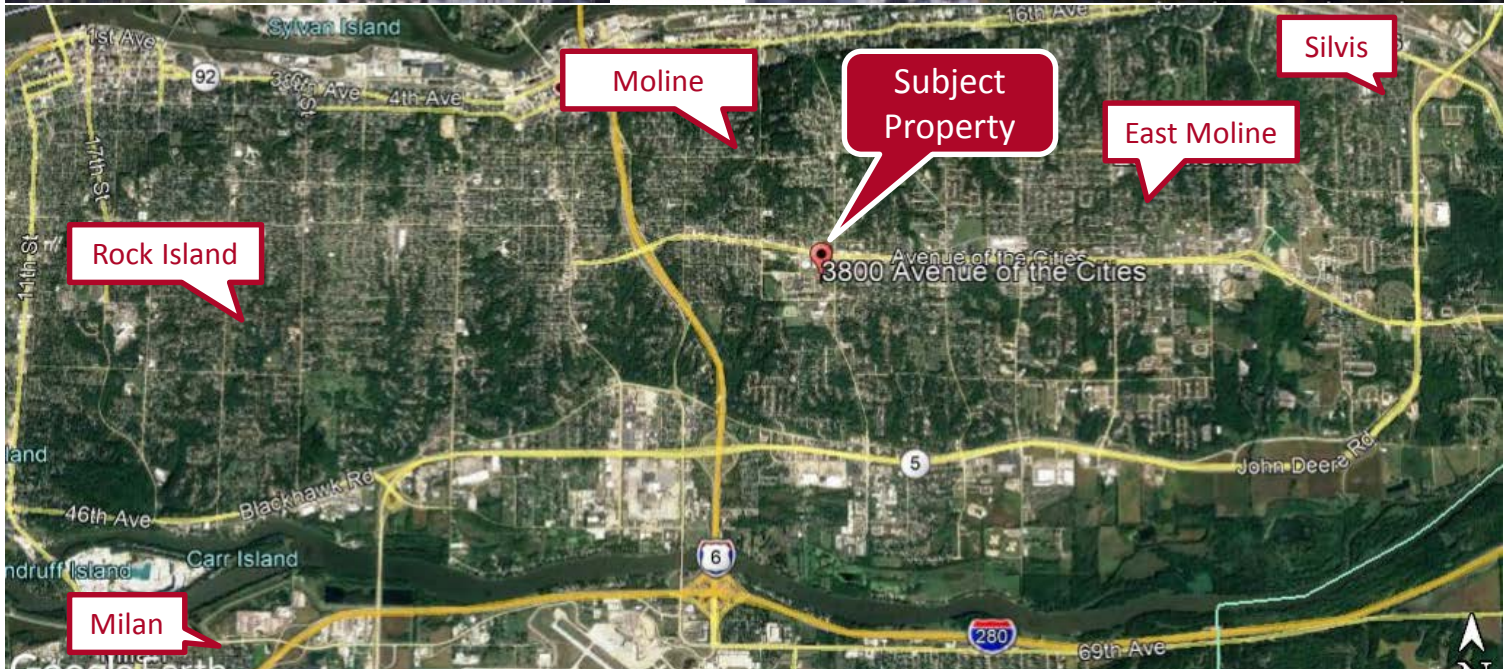 Sylvan Island
16th Ave
1st Ave
92
4th Ave
17th St
11th St
Moline
Subject
Property
Silvis
East Moline
Rock Island
3800 Avenue of the Cities
Avenue of the Cities
5
John Deere Rd
Blackhawk Rd
46th Ave
Carr Island
6
Milan
280
69th Ave